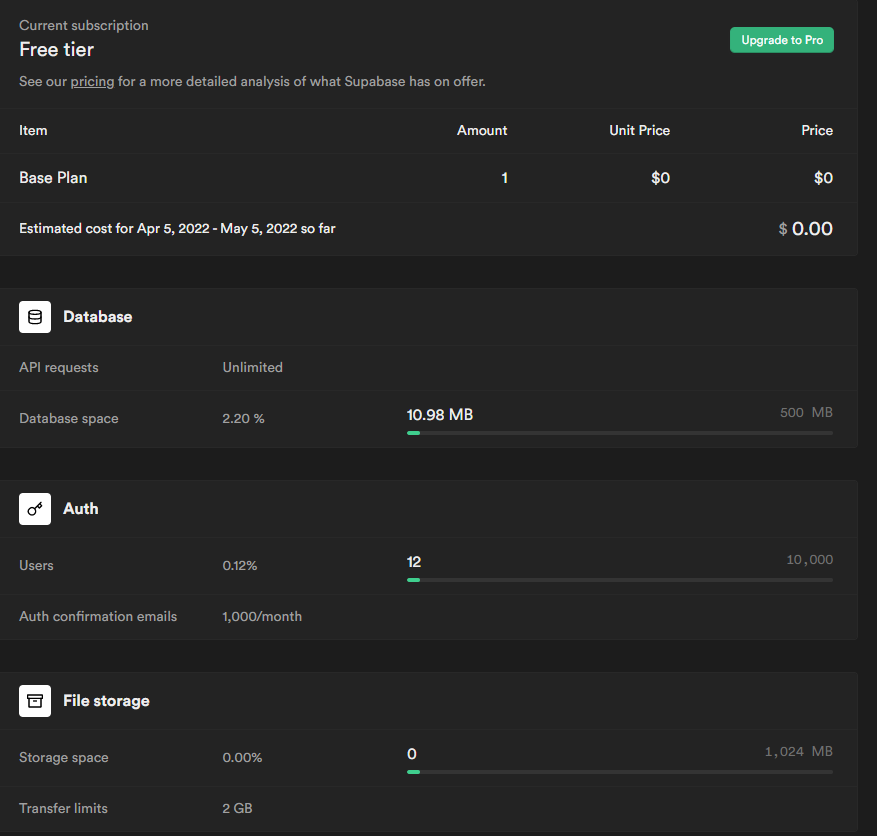 Current subscription
Free tier
Upgrade to Pro
See our pricing for a more detailed analysis of what Supabase has on offer.
Item Amount Unit Price Price
Base Plan 1 $0 $0
Estimated cost for Apr 5, 2022 - May 5, 2022 so far $ 0.00
Database
API requests Unlimited
Database space 2.20 % 10.98 MB 500 MB
Auth
Users 0.12% 12 10,000
Auth confirmation emails 1,000/month
File storage
Storage space 0.00% 0 1,024 MB
Transfer limits 2 GB